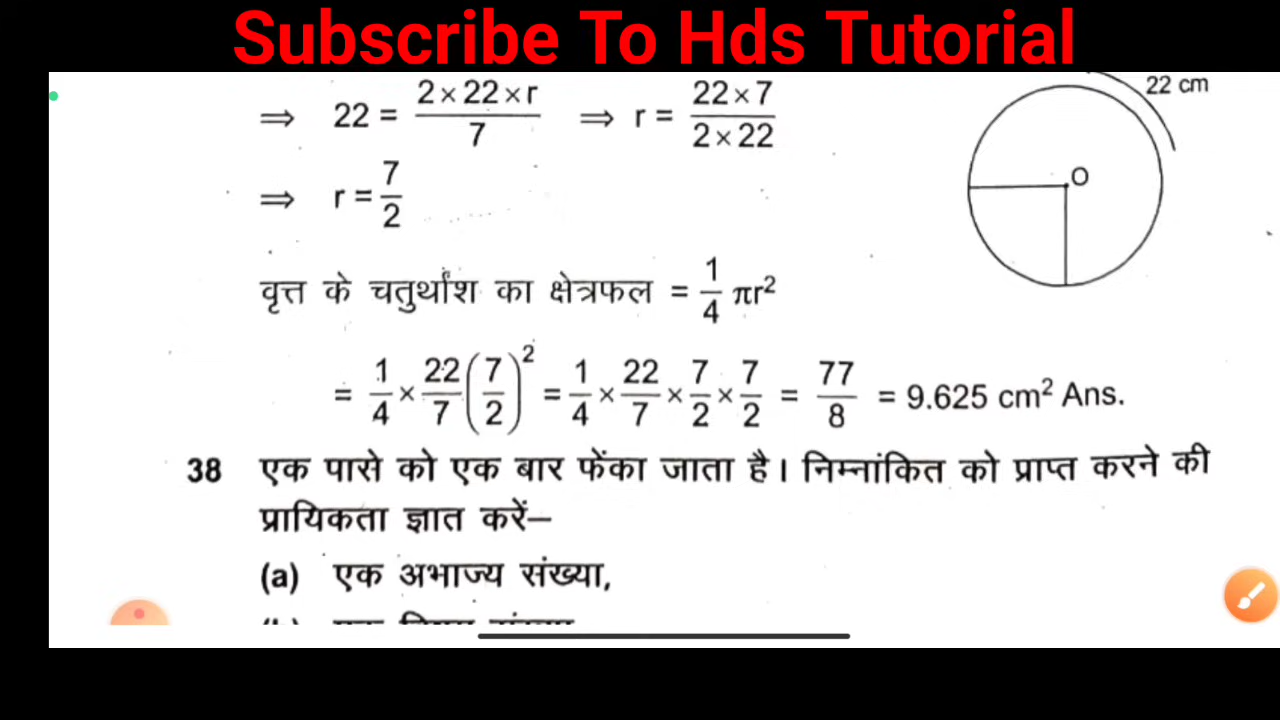 Subscribe To Hds Tutorial
22 cm
⇒ 22 = (2 × 22 × r)/7 ⇒ r = (22 × 7)/(2 × 22)
⇒ r = 7/2
O
वृत्त के चतुर्थांश का क्षेत्रफल = 1/4 πr²
= 1/4 × 22/7 (7/2)² = 1/4 × 22/7 × 7/2 × 7/2 = 77/8 = 9.625 cm² Ans.
38 एक पासे को एक बार फेंका जाता है। निम्नांकित को प्राप्त करने की
प्रायिकता ज्ञात करें–
(a) एक अभाज्य संख्या,